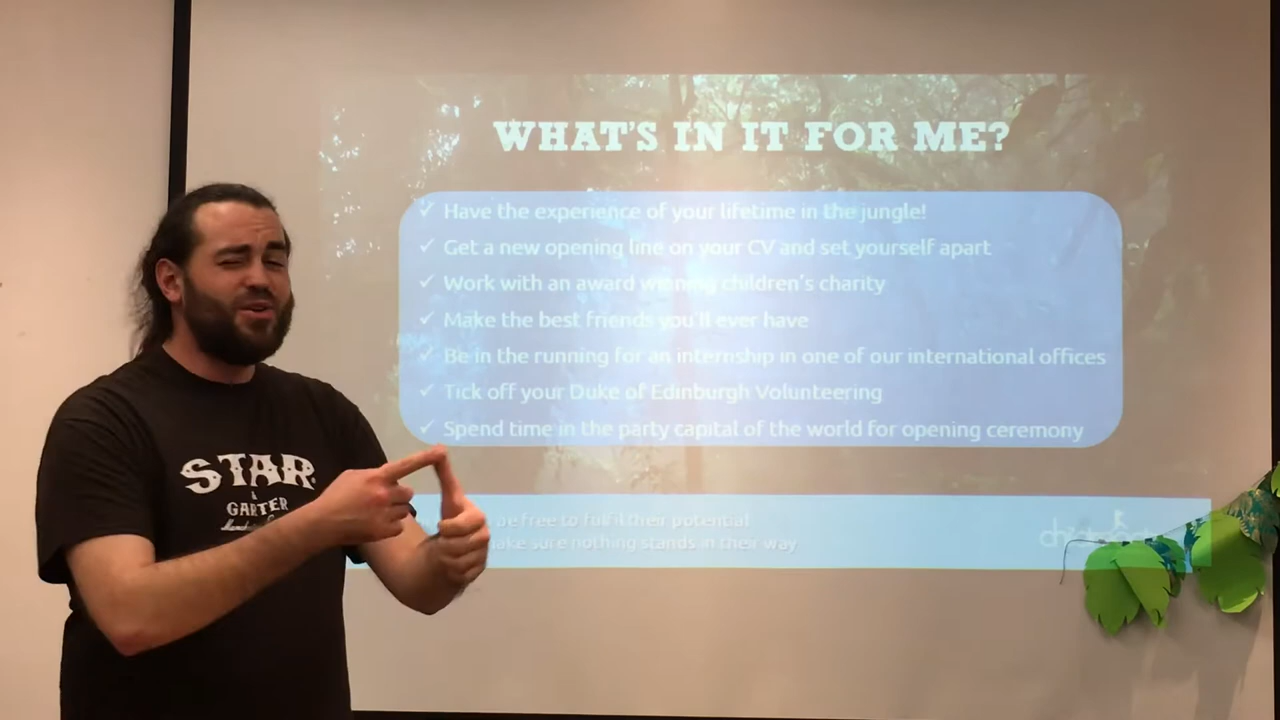 WHAT'S IN IT FOR ME?
✓ Have the experience of your lifetime in the jungle!
✓ Get a new opening line on your CV and set yourself apart
✓ Work with an award winning children's charity
✓ Make the best friends you'll ever have
✓ Be in the running for an internship in one of our international offices
✓ Tick off your Duke of Edinburgh Volunteering
✓ Spend time in the party capital of the world for opening ceremony
STAR
&
GARTER
free to fulfil their potential
make sure nothing stands in their way